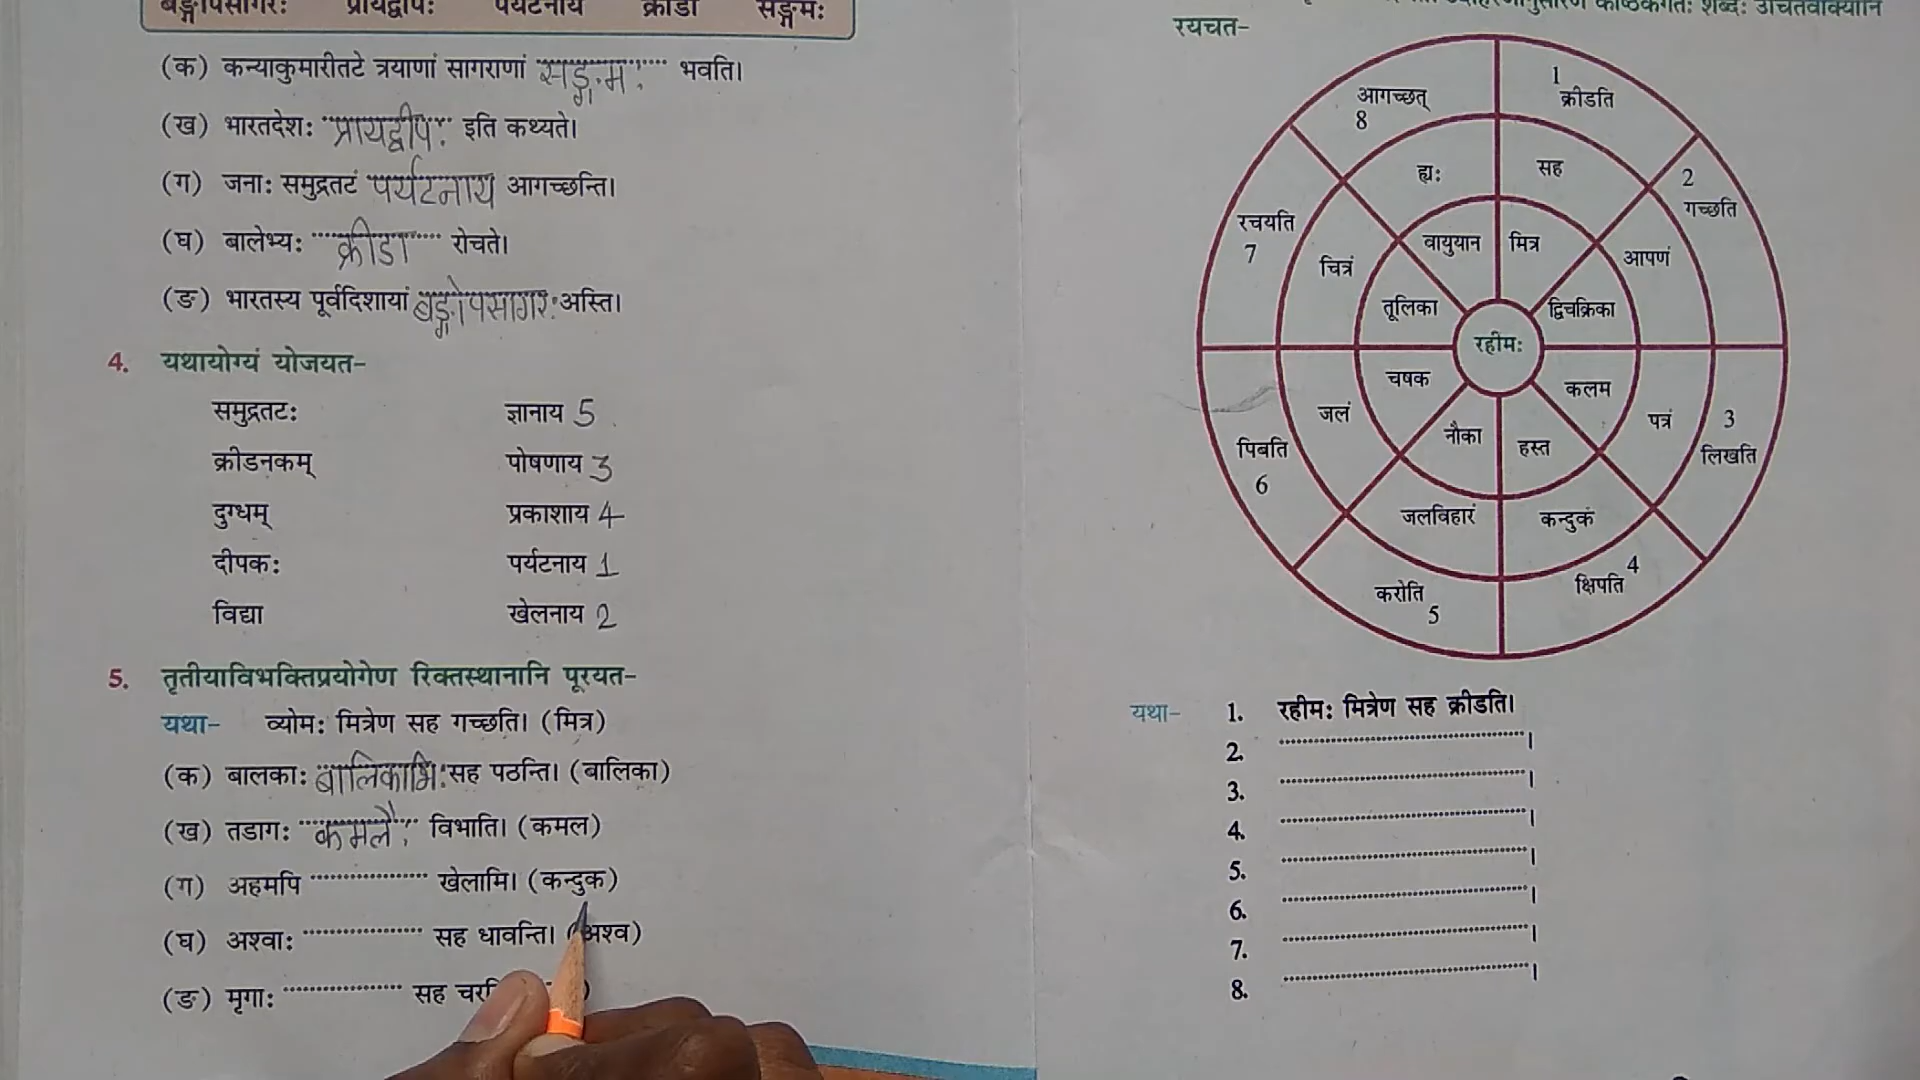 बङ्गोपसागरः प्रायद्वीपः पर्यटनाय क्रीडा सङ्गमः
(क) कन्याकुमारीतटे त्रयाणां सागराणां सङ्गमः भवति।
(ख) भारतदेशः प्रायद्वीपः इति कथ्यते।
(ग) जनाः समुद्रतटं पर्यटनाय आगच्छन्ति।
(घ) बालेभ्यः क्रीडा रोचते।
(ङ) भारतस्य पूर्वदिशायां बङ्गोपसागरः अस्ति।
4. यथायोग्यं योजयत-
समुद्रतटः ज्ञानाय 5
क्रीडनकम् पोषणाय 3
दुग्धम् प्रकाशाय 4
दीपकः पर्यटनाय 1
विद्या खेलनाय 2
5. तृतीयाविभक्तिप्रयोगेण रिक्तस्थानानि पूरयत-
यथा- व्योमः मित्रेण सह गच्छति। (मित्र)
(क) बालकाः बालिकाभिः सह पठन्ति। (बालिका)
(ख) तडागः कमलैः विभाति। (कमल)
(ग) अहमपि खेलामि। (कन्दुक)
(घ) अश्वाः सह धावन्ति। (अश्व)
(ङ) मृगाः सह
कोष्ठकगतैः शब्दैः उचितवाक्यानि
रचयत-
आगच्छत् 8
1 क्रीडति
ह्यः
सह
2 गच्छति
रचयति 7
वायुयान
मित्र
चित्रं
आपणं
तूलिका
द्विचक्रिका
रहीमः
चषक
कलम
जलं
पत्रं
3 लिखति
नौका
हस्त
पिबति 6
जलविहारं
कन्दुकं
करोति 5
क्षिपति 4
यथा- 1. रहीमः मित्रेण सह क्रीडति।
2.
3.
4.
5.
6.
7.
8.